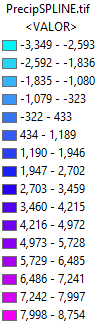 PrecipSPLINE.tif
<VALOR>
-3,349 - -2,593
-2,592 - -1,836
-1,835 - -1,080
-1,079 - -323
-322 - 433
434 - 1,189
1,190 - 1,946
1,947 - 2,702
2,703 - 3,459
3,460 - 4,215
4,216 - 4,972
4,973 - 5,728
5,729 - 6,485
6,486 - 7,241
7,242 - 7,997
7,998 - 8,754